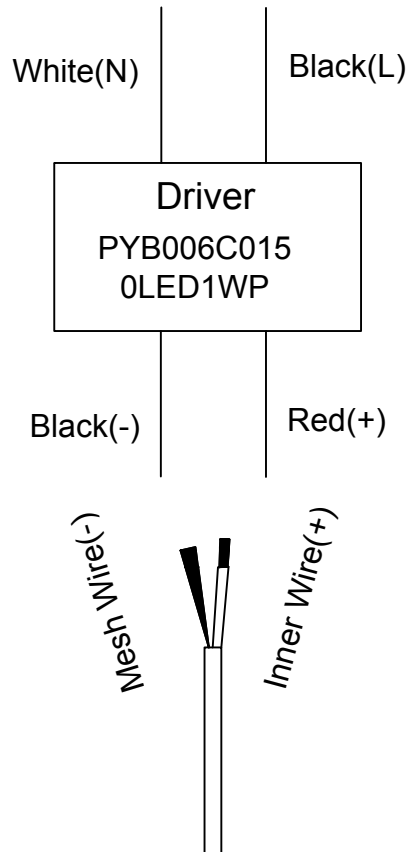 White(N)
Black(L)
Driver
PYB006C015
0LED1WP
Black(-)
Red(+)
Mesh Wire(-)
Inner Wire(+)